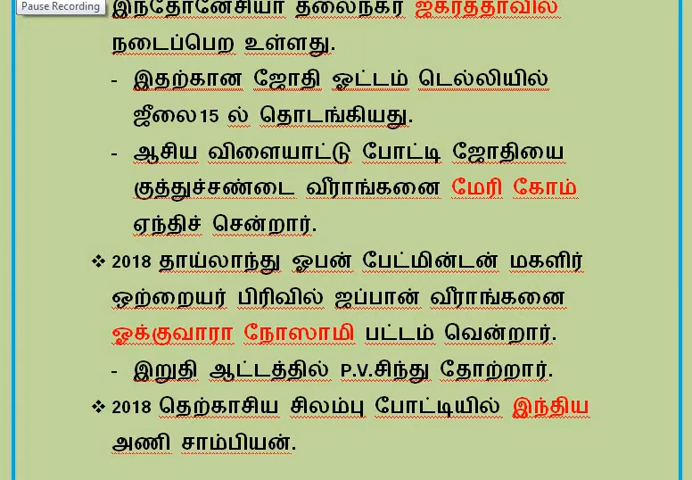 Pause Recording
இந்தோனேசியா தலைநகர் ஜகர்த்தாவில்
நடைப்பெற உள்ளது.
- இதற்கான ஜோதி ஓட்டம் டெல்லியில்
ஜீலை15 ல் தொடங்கியது.
- ஆசிய விளையாட்டு போட்டி ஜோதியை
குத்துச்சண்டை வீராங்கனை மேரி கோம்
ஏந்திச் சென்றார்.
❖ 2018 தாய்லாந்து ஓபன் பேட்மின்டன் மகளிர்
ஒற்றையர் பிரிவில் ஜப்பான் வீராங்கனை
ஓக்குவாரா நோஸாமி பட்டம் வென்றார்.
- இறுதி ஆட்டத்தில் P.V.சிந்து தோற்றார்.
❖ 2018 தெற்காசிய சிலம்பு போட்டியில் இந்திய
அணி சாம்பியன்.